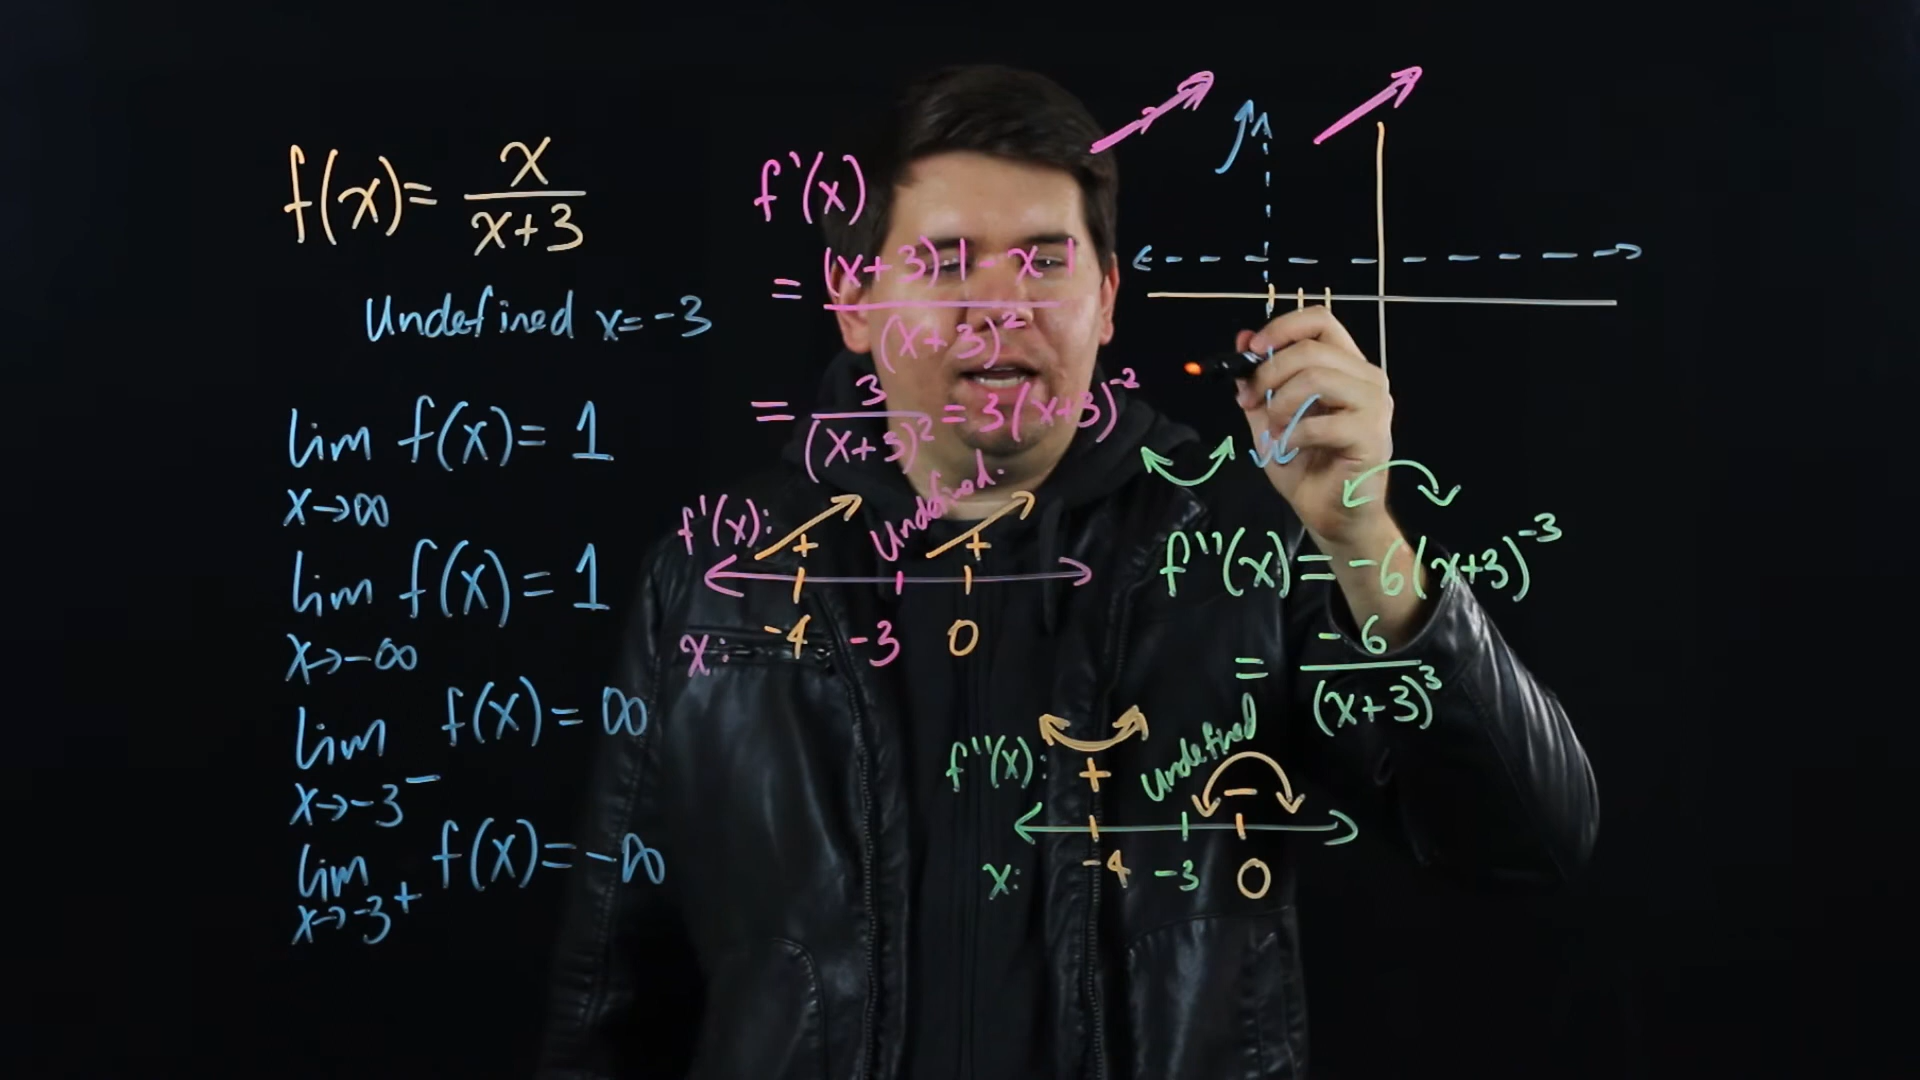 f(x) = x/(x+3)
Undefined x=-3
lim f(x) = 1
x→∞
lim f(x) = 1
x→-∞
lim f(x) = ∞
x→-3⁻
lim f(x) = -∞
x→-3⁺
f'(x)
= ((x+3)·1 - x·1)/(x+3)²
= 3/(x+3)² = 3(x+3)⁻²
f'(x): + Undefined: +
x: -4 -3 0
f''(x) = -6(x+3)⁻³
= -6/(x+3)³
f''(x): + Undefined -
x: -4 -3 0